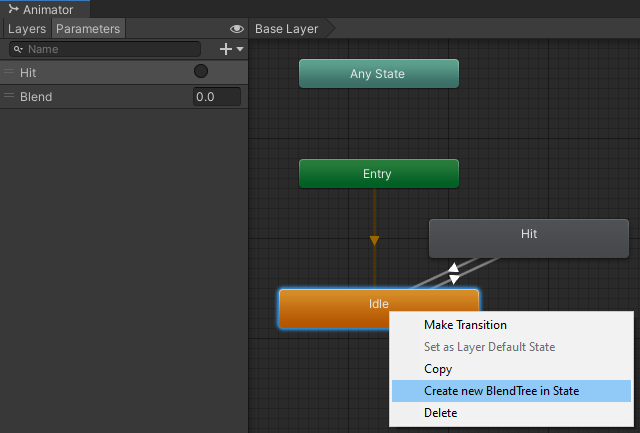 Animator
Layers Parameters Base Layer
Name
Any State
Hit
Blend 0.0
Entry
Hit
Idle
Make Transition
Set as Layer Default State
Copy
Create new BlendTree in State
Delete